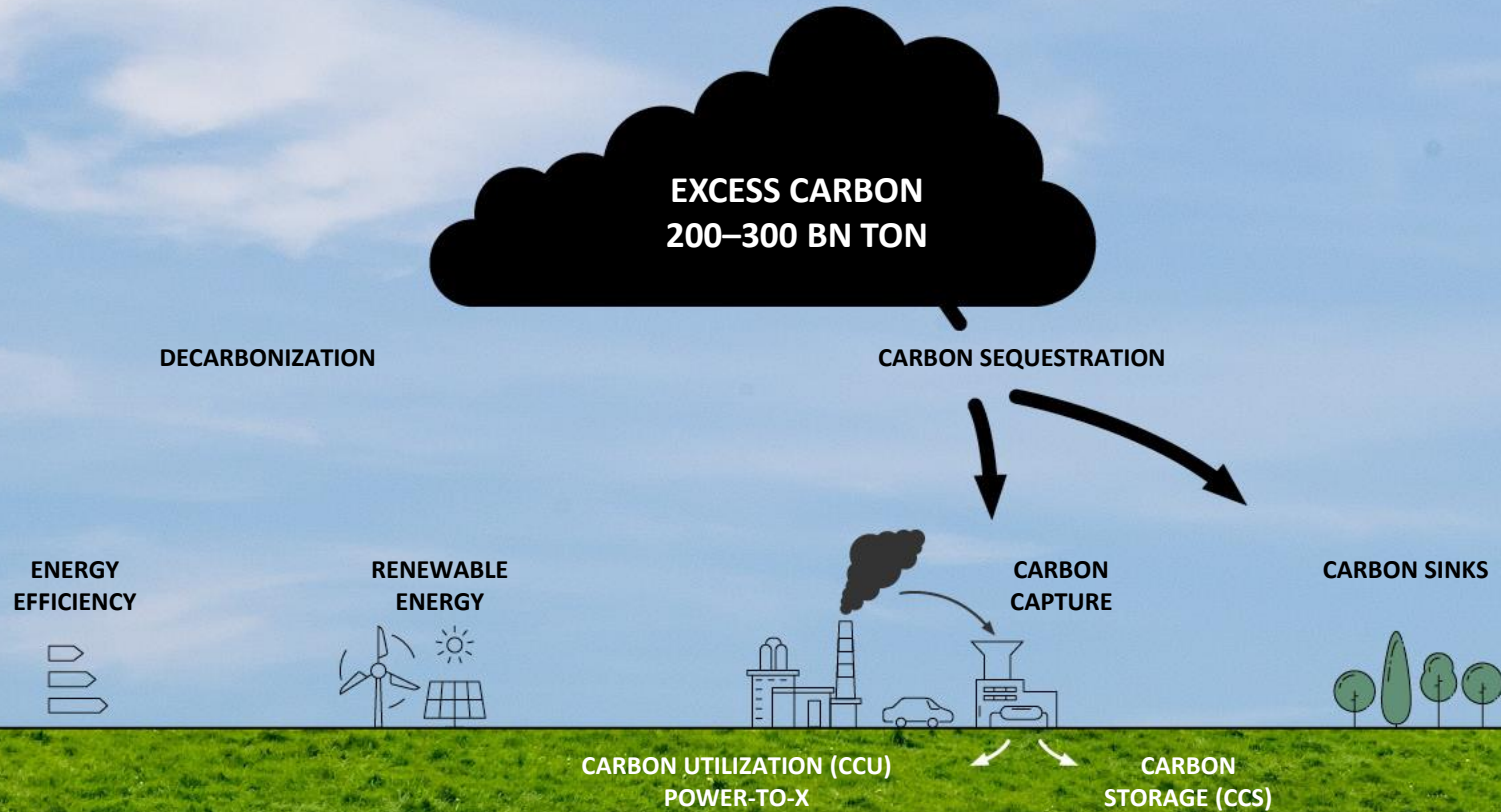 EXCESS CARBON
200–300 BN TON
DECARBONIZATION
CARBON SEQUESTRATION
ENERGY
EFFICIENCY
RENEWABLE
ENERGY
CARBON
CAPTURE
CARBON SINKS
CARBON UTILIZATION (CCU)
POWER-TO-X
CARBON
STORAGE (CCS)